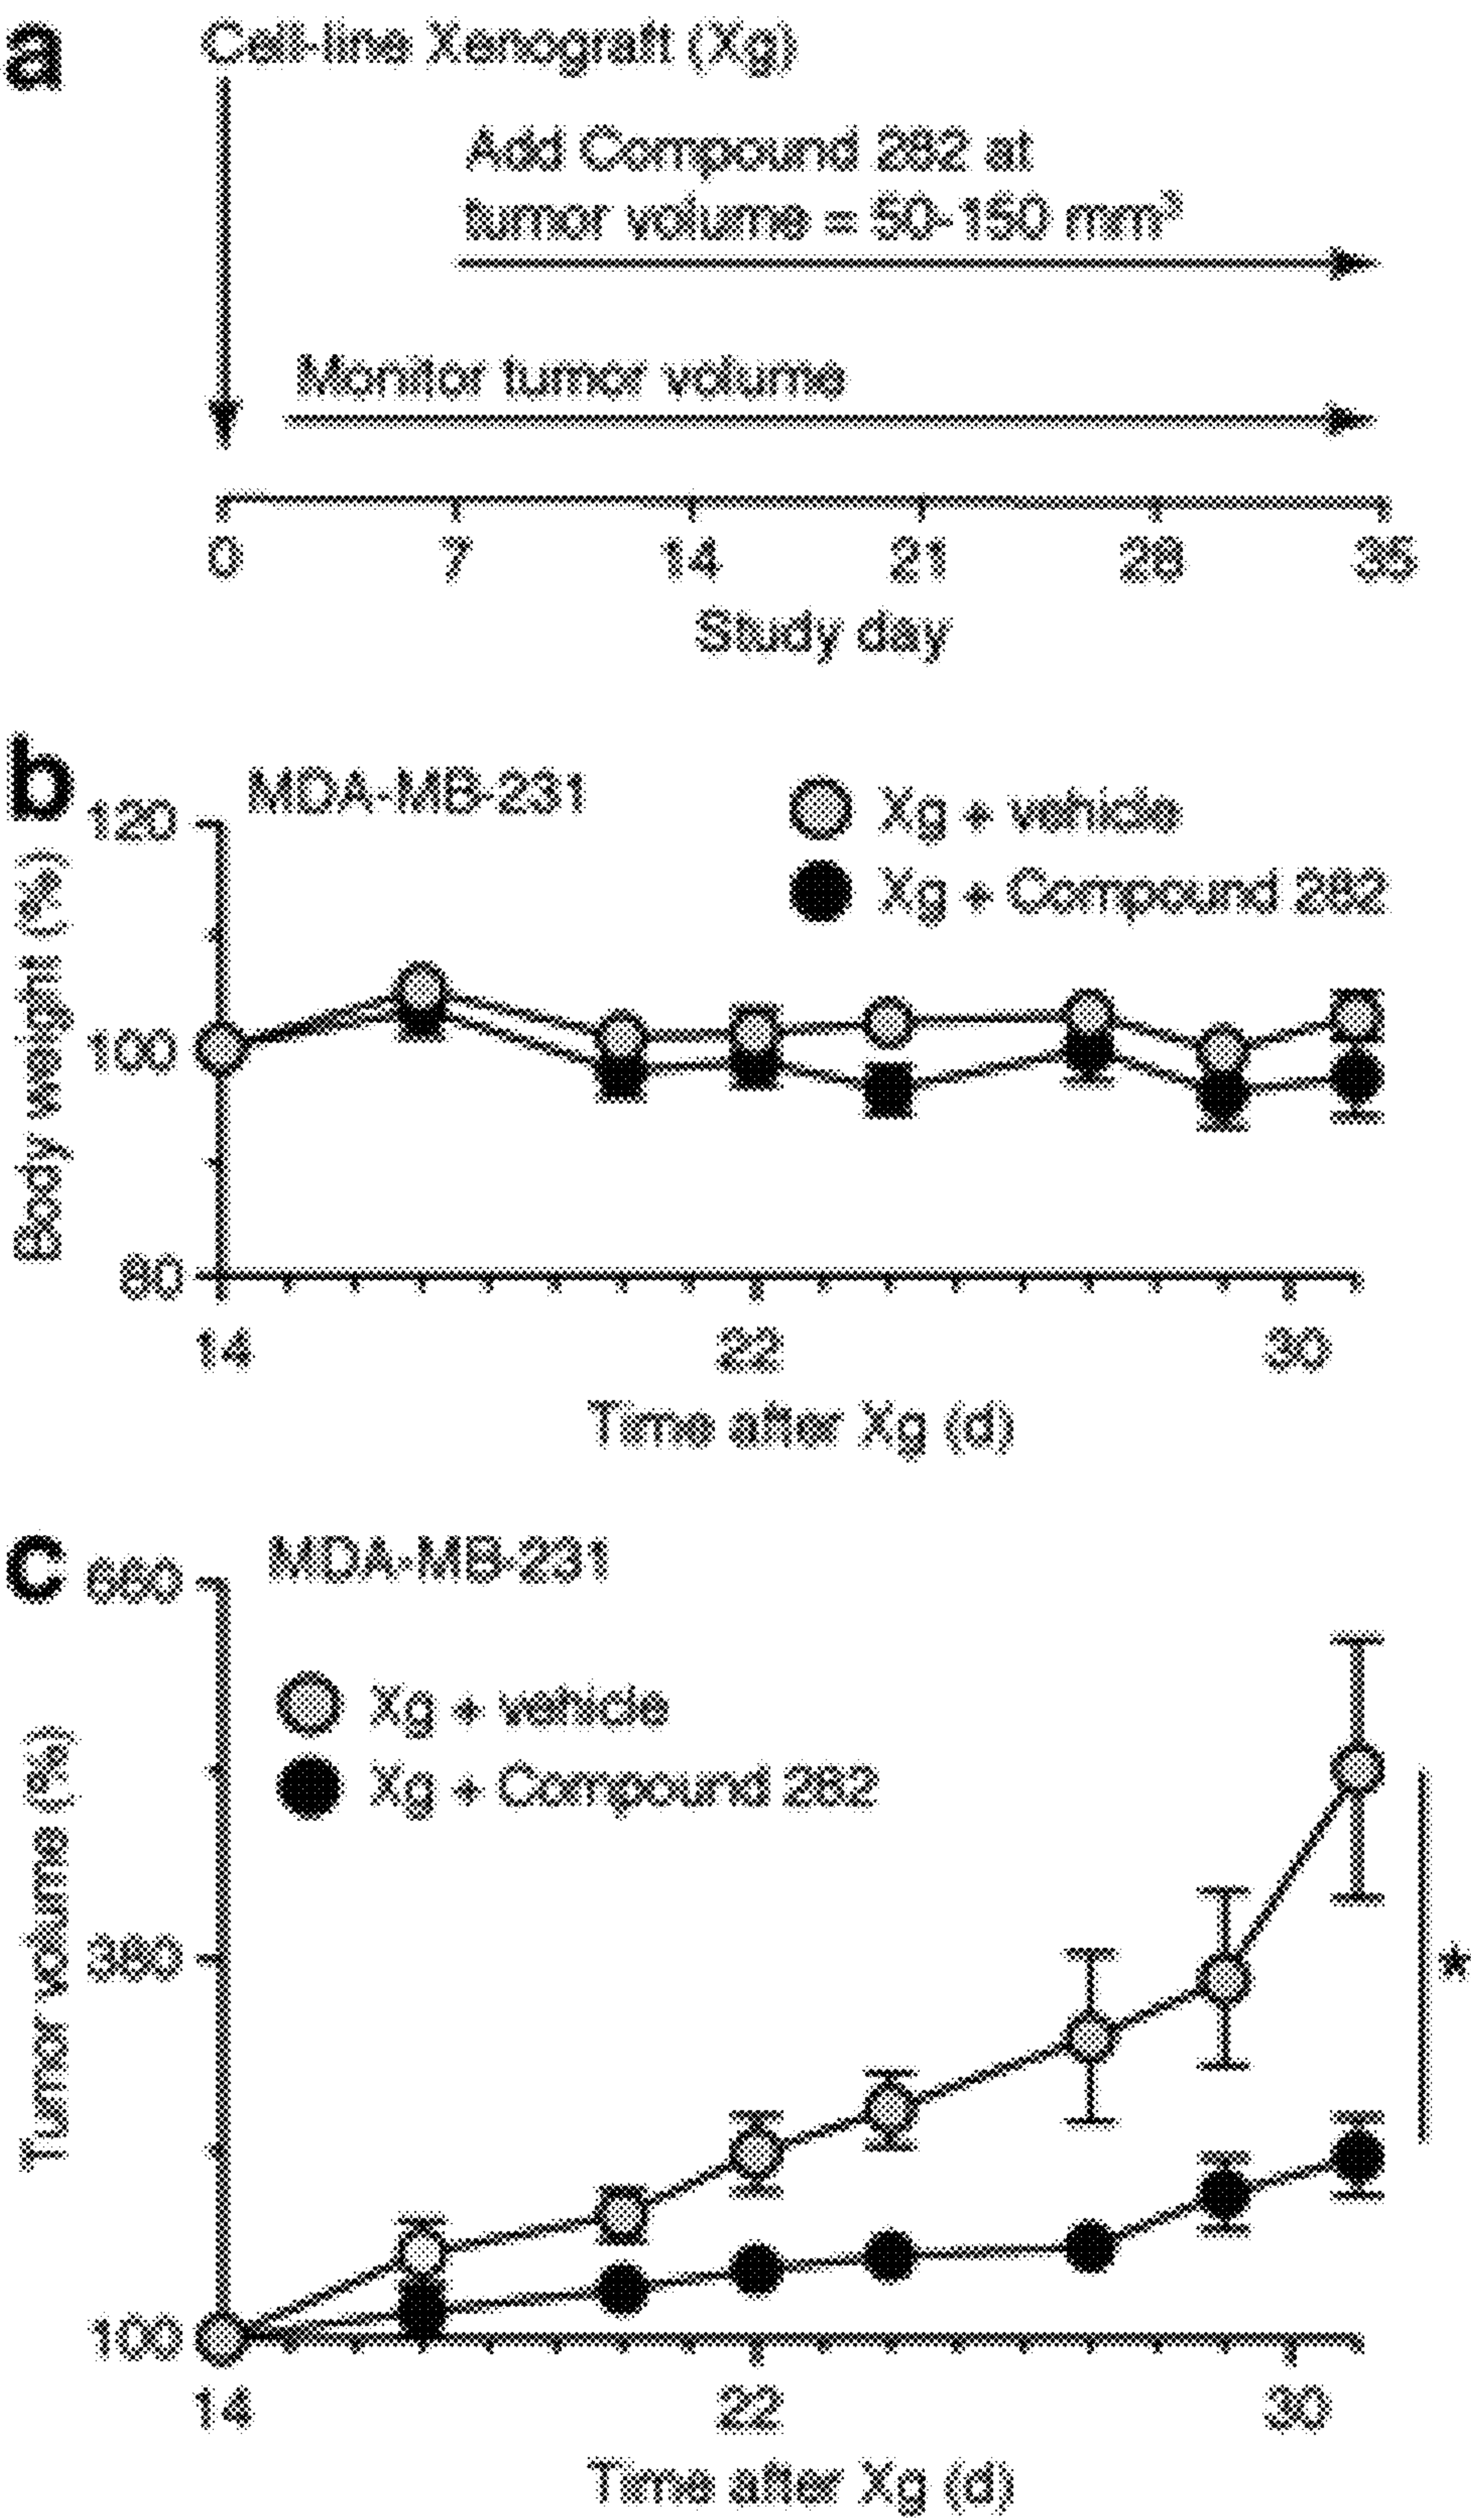 a
Cell-line Xenograft (Xg)
Add Compound 282 at
tumor volume = 50-150 mm³
Monitor tumor volume
0 7 14 21 28 35
Study day
b
MDA-MB-231
Xg + vehicle
Xg + Compound 282
Body weight (%)
120
100
80
14 22 30
Time after Xg (d)
c
MDA-MB-231
Xg + vehicle
Xg + Compound 282
Tumor volume (%)
660
380
100
*
14 22 30
Time after Xg (d)